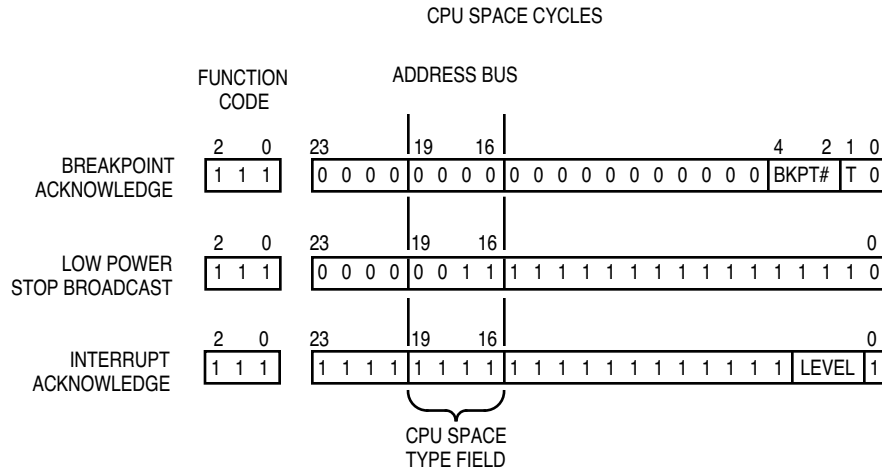 CPU SPACE CYCLES
FUNCTION
CODE
ADDRESS BUS
2 0 23 19 16 4 2 1 0
BREAKPOINT
ACKNOWLEDGE
1 1 1 0 0 0 0 0 0 0 0 0 0 0 0 0 0 0 0 0 0 0 BKPT# T 0
2 0 23 19 16 0
LOW POWER
STOP BROADCAST
1 1 1 0 0 0 0 0 0 1 1 1 1 1 1 1 1 1 1 1 1 1 1 1 1 1 0
2 0 23 19 16 0
INTERRUPT
ACKNOWLEDGE
1 1 1 1 1 1 1 1 1 1 1 1 1 1 1 1 1 1 1 1 1 1 1 LEVEL 1
CPU SPACE
TYPE FIELD